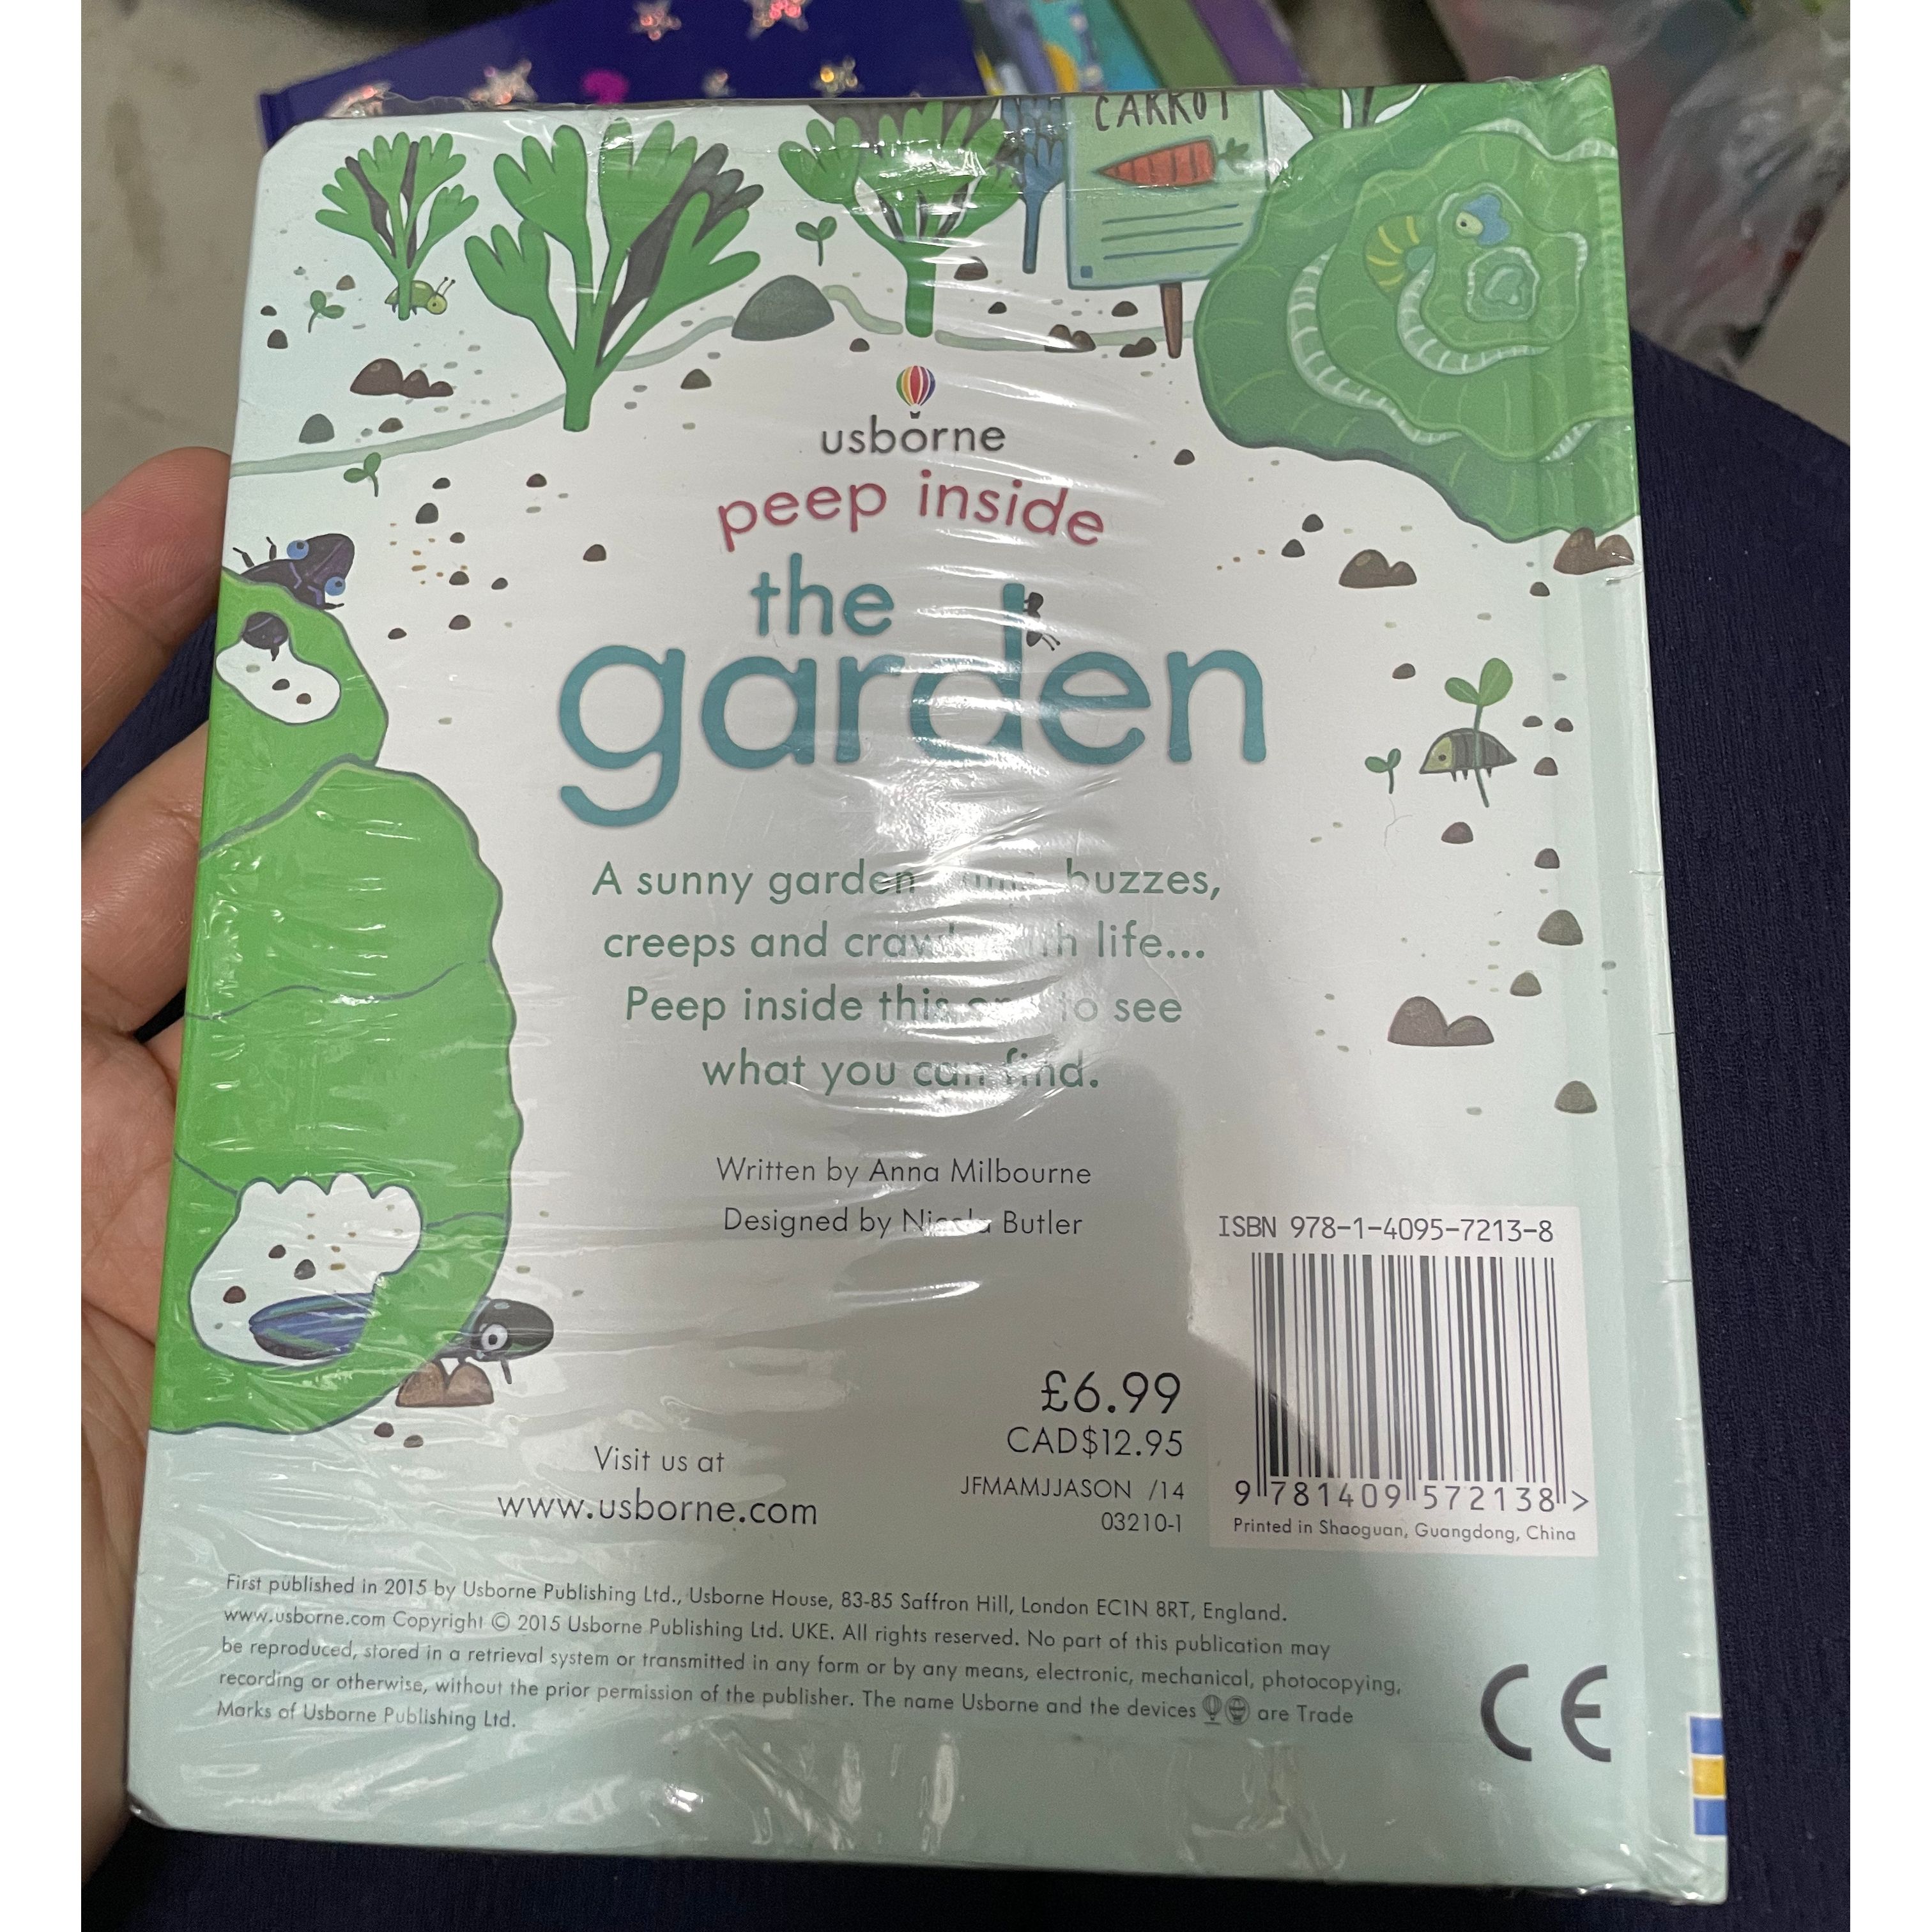 CARROT
usborne
peep inside
the
garden
A sunny garden buzzes,
creeps and life...
Peep inside this to see
what you can find.
Written by Anna Milbourne
Designed by Nicola Butler
ISBN 978-1-4095-7213-8
£6.99
CAD$12.95
JFMAMJJASON /14
03210-1
9 781409 572138 >
Printed in Shaoguan, Guangdong, China
Visit us at
www.usborne.com
First published in 2015 by Usborne Publishing Ltd., Usborne House, 83-85 Saffron Hill, London EC1N 8RT, England.
www.usborne.com Copyright © 2015 Usborne Publishing Ltd. UKE. All rights reserved. No part of this publication may
be reproduced, stored in a retrieval system or transmitted in any form or by any means, electronic, mechanical, photocopying,
recording or otherwise, without the prior permission of the publisher. The name Usborne and the devices are Trade
Marks of Usborne Publishing Ltd.
CE